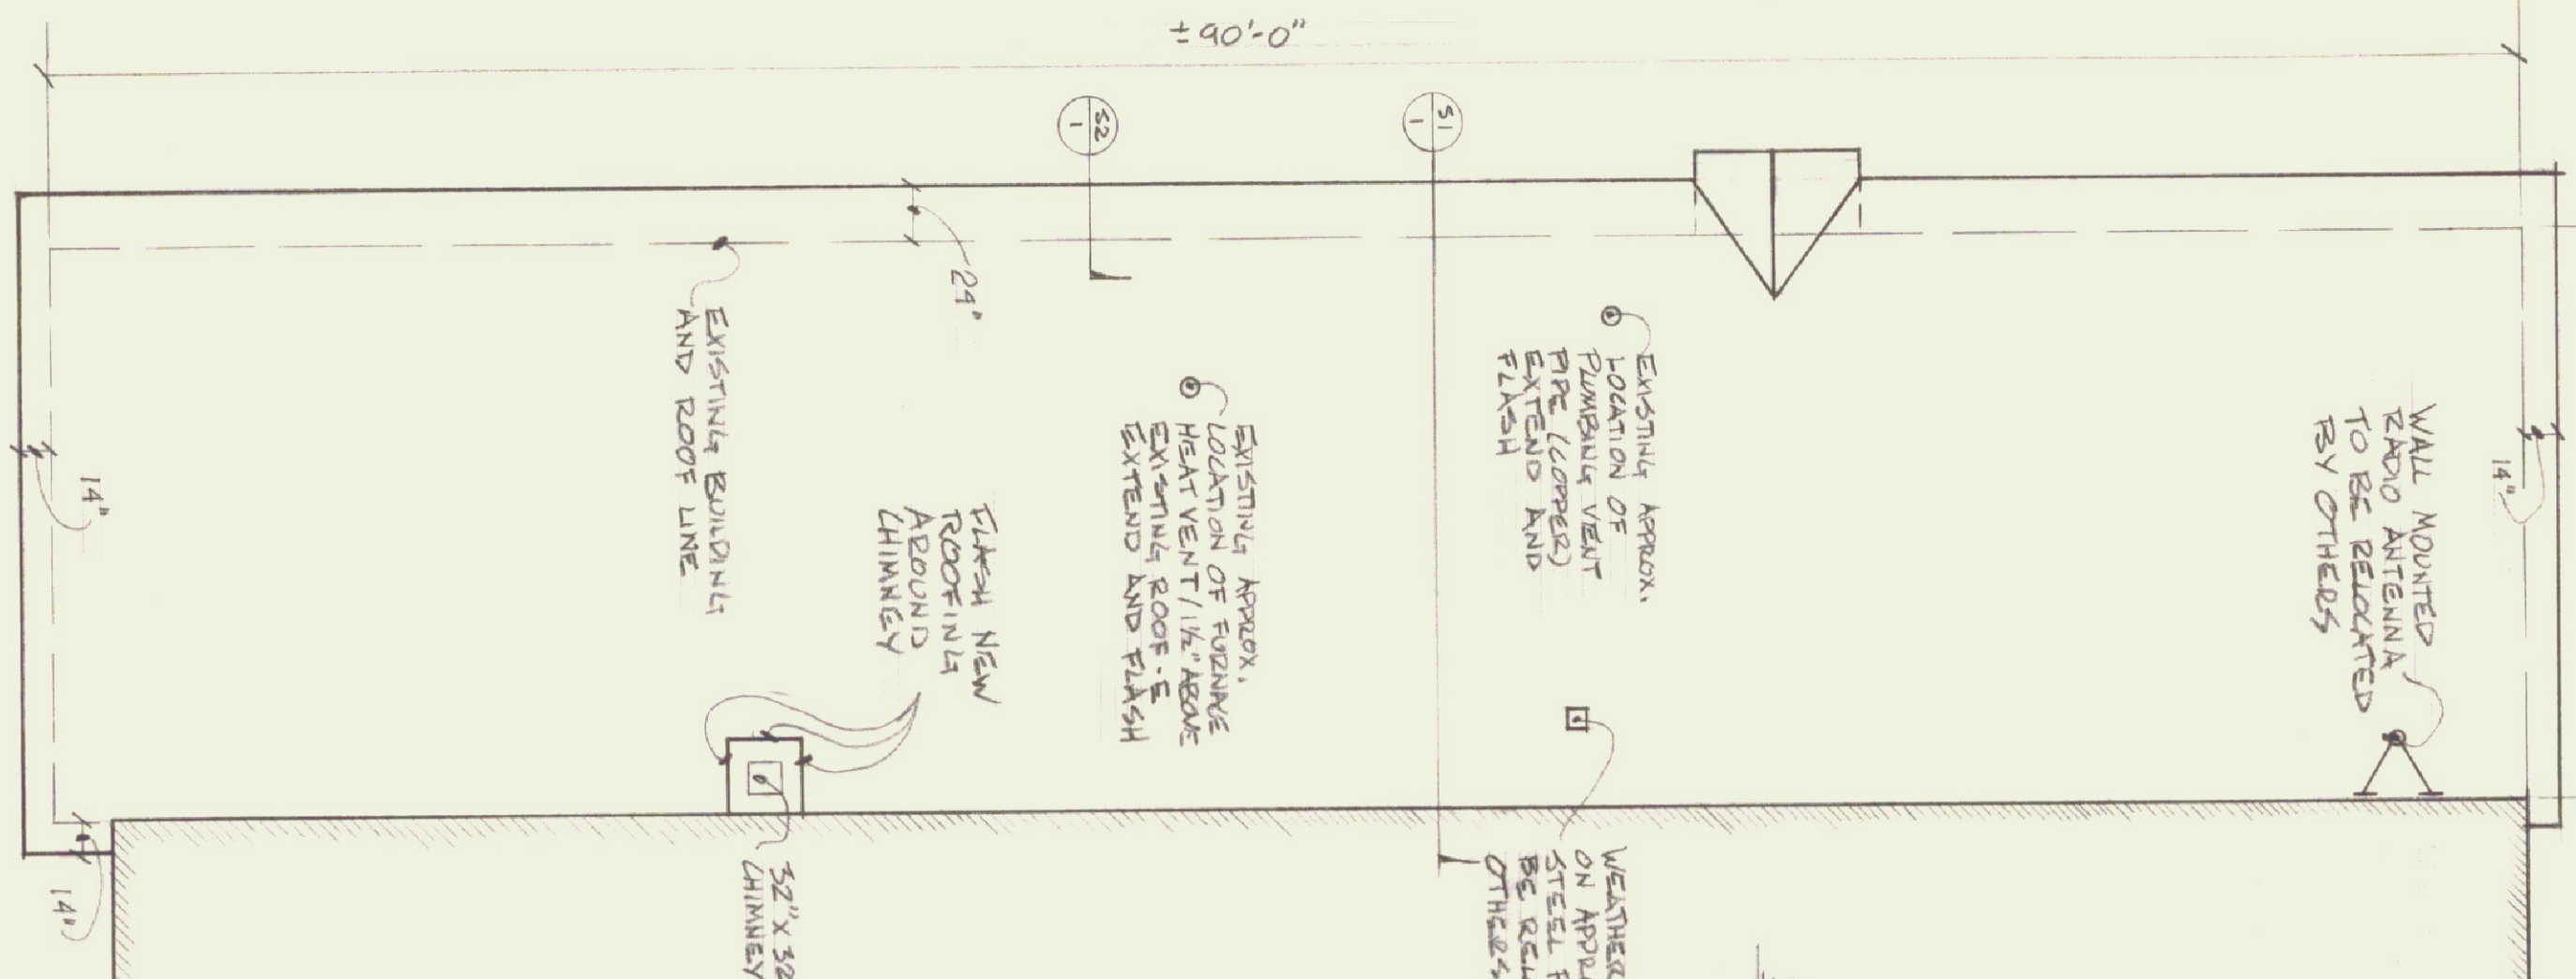 ± 90'-0"
S2
1
S1
1
24"
EXISTING BUILDING
AND ROOF LINE
14"
14"
FLASH NEW
ROOFING
AROUND
CHIMNEY
EXISTING APPROX.
LOCATION OF FURNACE
HEAT VENT / 1½" ABOVE
EXISTING ROOF - E
EXTEND AND FLASH
EXISTING APPROX.
LOCATION OF
PLUMBING VENT
PIPE (COPPER)
EXTEND AND
FLASH
WALL MOUNTED
RADIO ANTENNA
TO BE RELOCATED
BY OTHERS
14"
32" X 32
CHIMNEY
WEATHER
ON
STEEL
BE
OTHERS